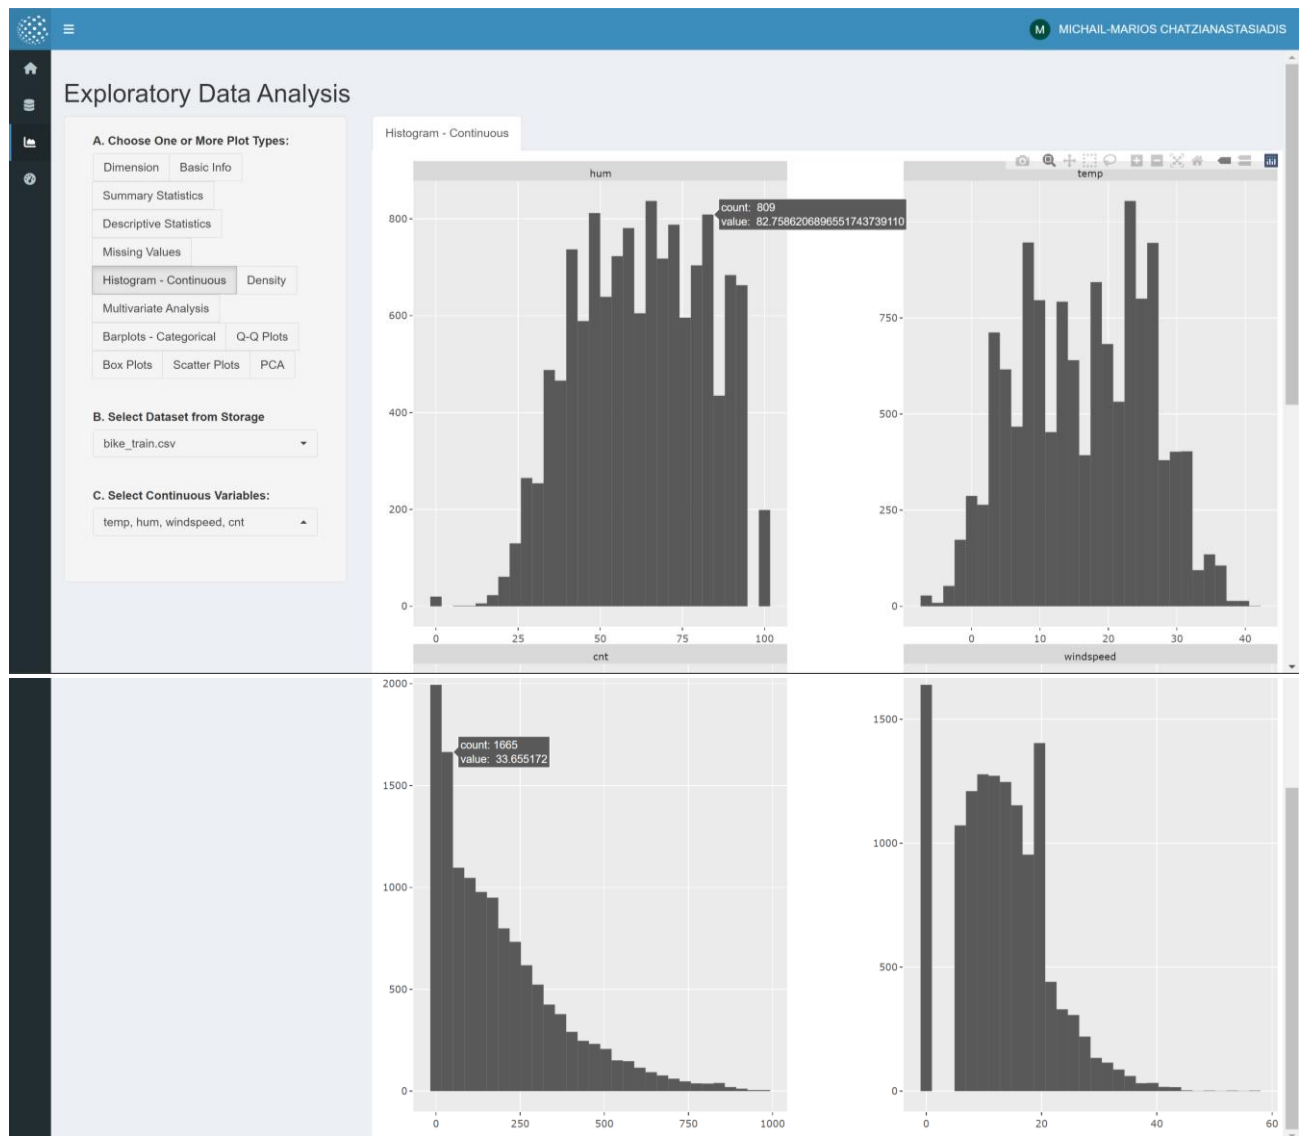 M MICHAIL-MARIOS CHATZIANASTASIADIS
Exploratory Data Analysis
A. Choose One or More Plot Types:
Dimension Basic Info
Summary Statistics
Descriptive Statistics
Missing Values
Histogram - Continuous Density
Multivariate Analysis
Barplots - Categorical Q-Q Plots
Box Plots Scatter Plots PCA
B. Select Dataset from Storage
bike_train.csv
C. Select Continuous Variables:
temp, hum, windspeed, cnt
Histogram - Continuous
hum
count: 809
value: 82.7586206896551743739110
800
600
400
200
0
0 25 50 75 100
temp
750
500
250
0
0 10 20 30 40
cnt
2000
count: 1665
value: 33.655172
1500
1000
500
0
0 250 500 750 1000
windspeed
1500
1000
500
0
0 20 40 60